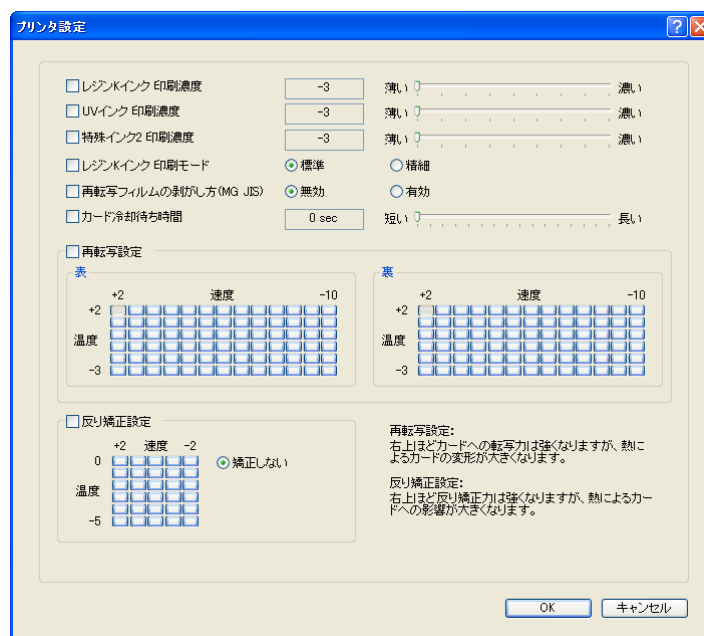 プリンタ設定
レジンKインク 印刷濃度 -3 薄い 濃い
UVインク 印刷濃度 -3 薄い 濃い
特殊インク2 印刷濃度 -3 薄い 濃い
レジンKインク 印刷モード 標準 精細
再転写フィルムの剥がし方(MG JIS) 無効 有効
カード冷却待ち時間 0 sec 短い 長い
再転写設定
表
+2 速度 -10
+2
温度
-3
裏
+2 速度 -10
+2
温度
-3
反り矯正設定
+2 速度 -2
0
温度
-5
矯正しない
再転写設定:
右上ほどカードへの転写力は強くなりますが、熱に
よるカードの変形が大きくなります。
反り矯正設定:
右上ほど反り矯正力は強くなりますが、熱によるカー
ドへの影響が大きくなります。
OK キャンセル